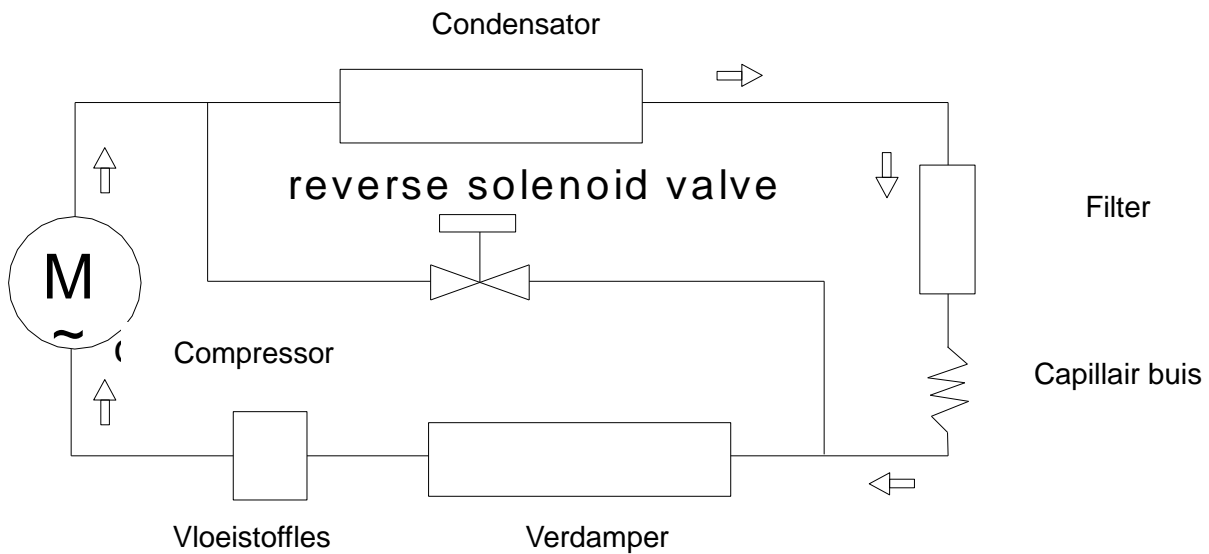 Condensator
reverse solenoid valve
Filter
M
~
Compressor
Capillair buis
Vloeistoffles
Verdamper